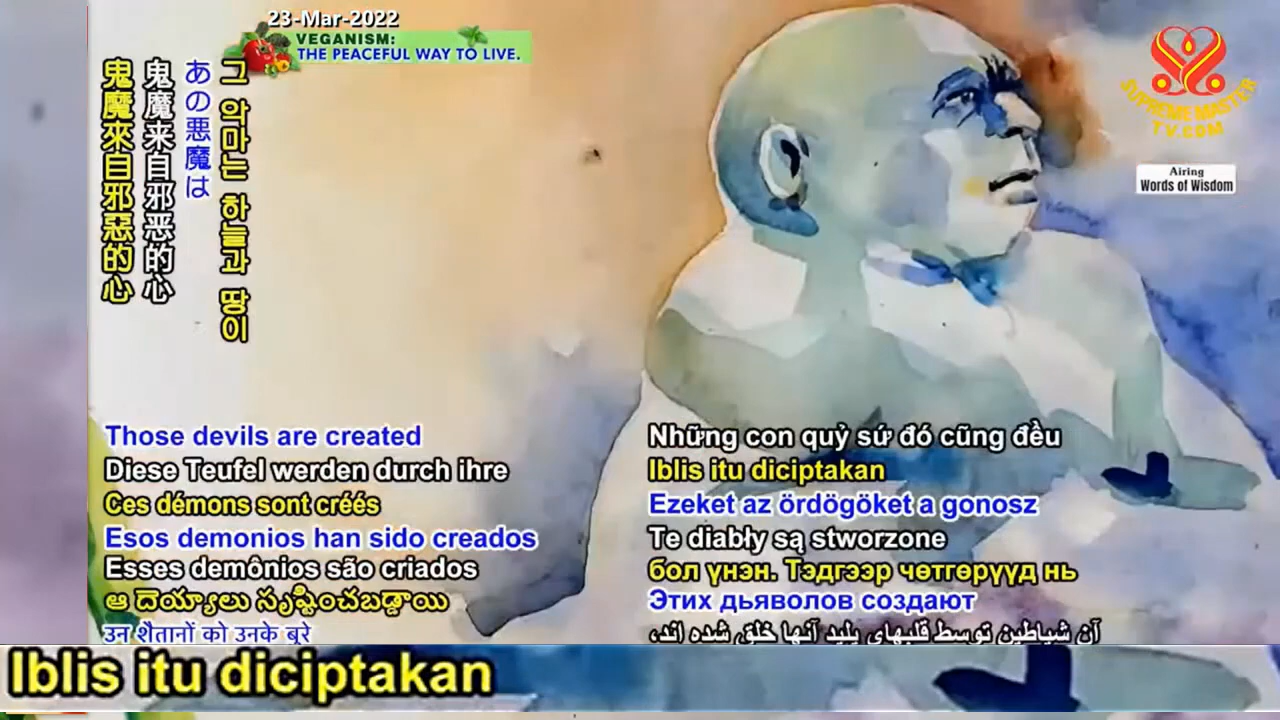 23-Mar-2022
VEGANISM:
THE PEACEFUL WAY TO LIVE.
SUPREME MASTER
TV.COM
Airing
Words of Wisdom
그 악마는 하늘과 땅이
あの悪魔は
鬼魔来自邪恶的心
鬼魔來自邪惡的心
Those devils are created
Diese Teufel werden durch ihre
Ces démons sont créés
Esos demonios han sido creados
Esses demônios são criados
ఆ దెయ్యాలు సృష్టించబడ్డాయి
उन शैतानों को उनके बुरे
Những con quỷ sứ đó cũng đều
Iblis itu diciptakan
Ezeket az ördögöket a gonosz
Te diabły są stworzone
бол үнэн. Тэдгээр чөтгөрүүд нь
Этих дьяволов создают
آن شیاطین توسط قلبهای پلید آنها خلق شده اند،
Iblis itu diciptakan